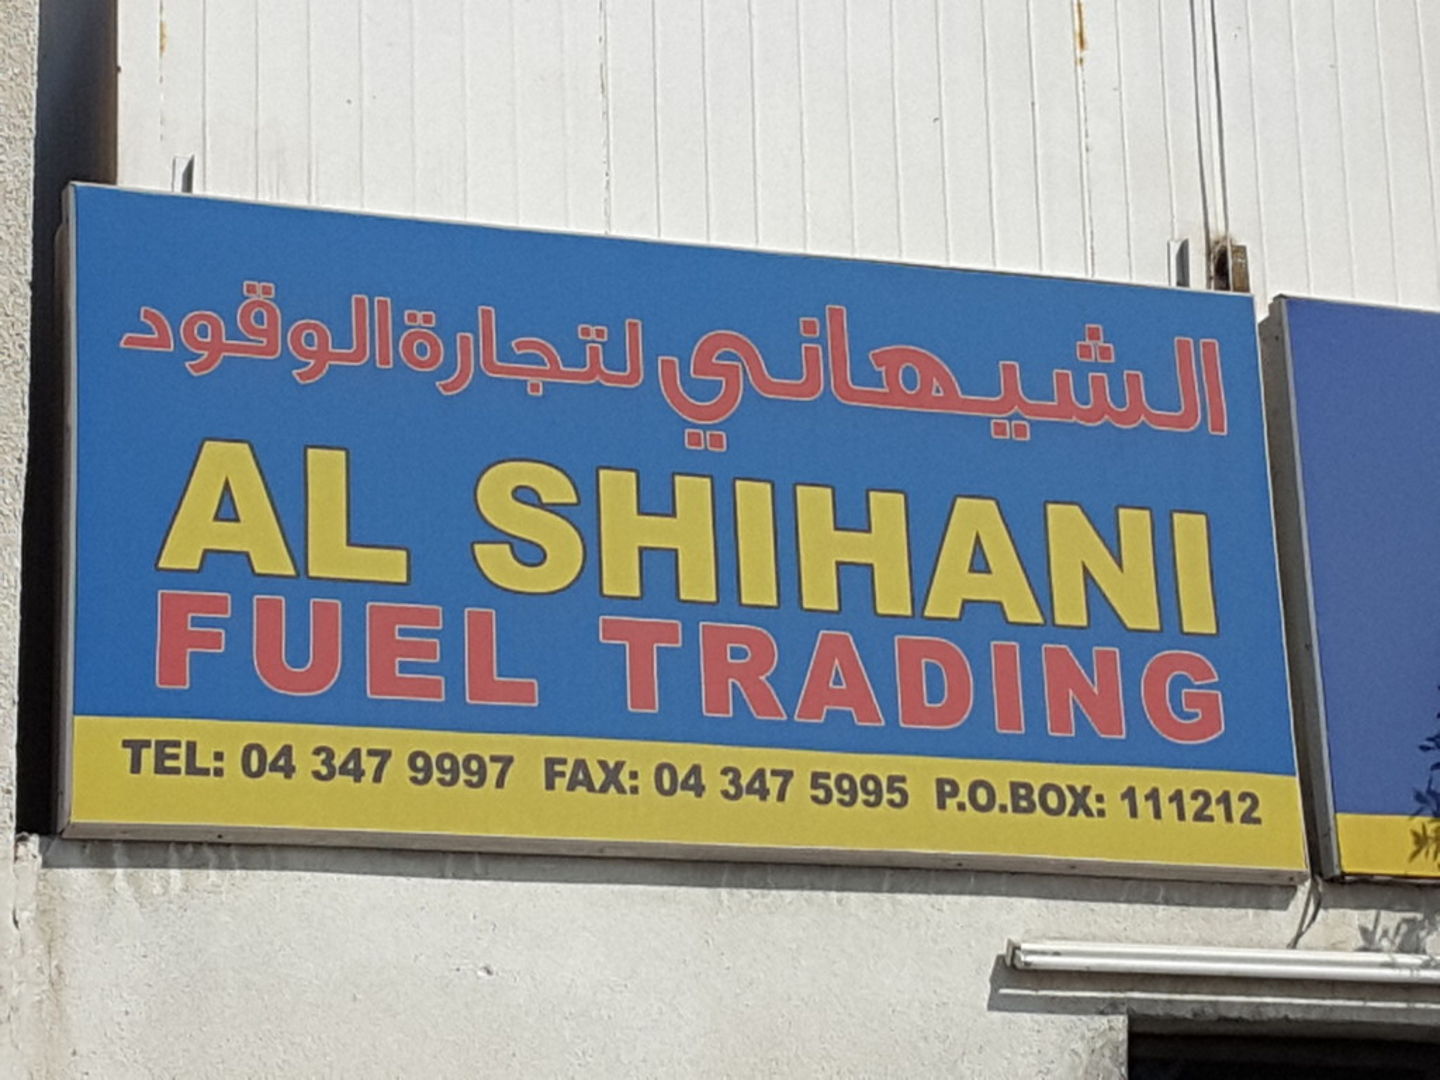 الشيهاني لتجارة الوقود
AL SHIHANI
FUEL TRADING
TEL: 04 347 9997 FAX: 04 347 5995 P.O.BOX: 111212